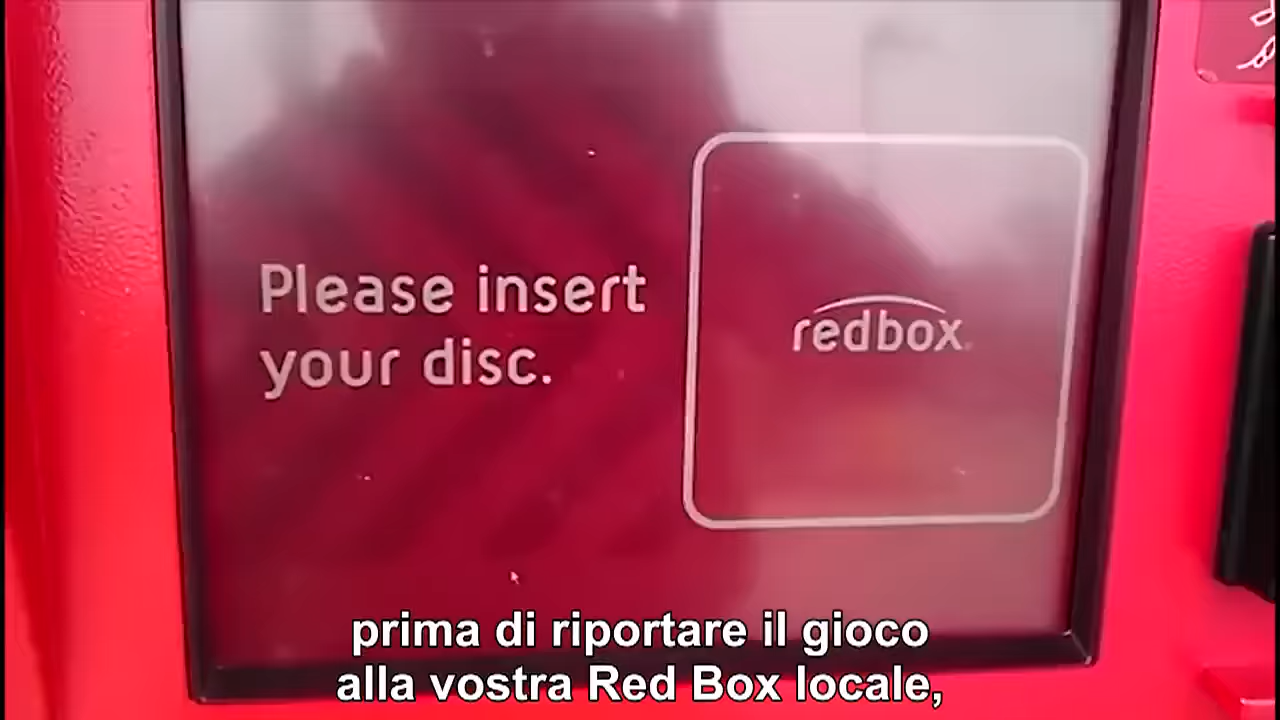 Please insert
your disc.
redbox
prima di riportare il gioco
alla vostra Red Box locale,